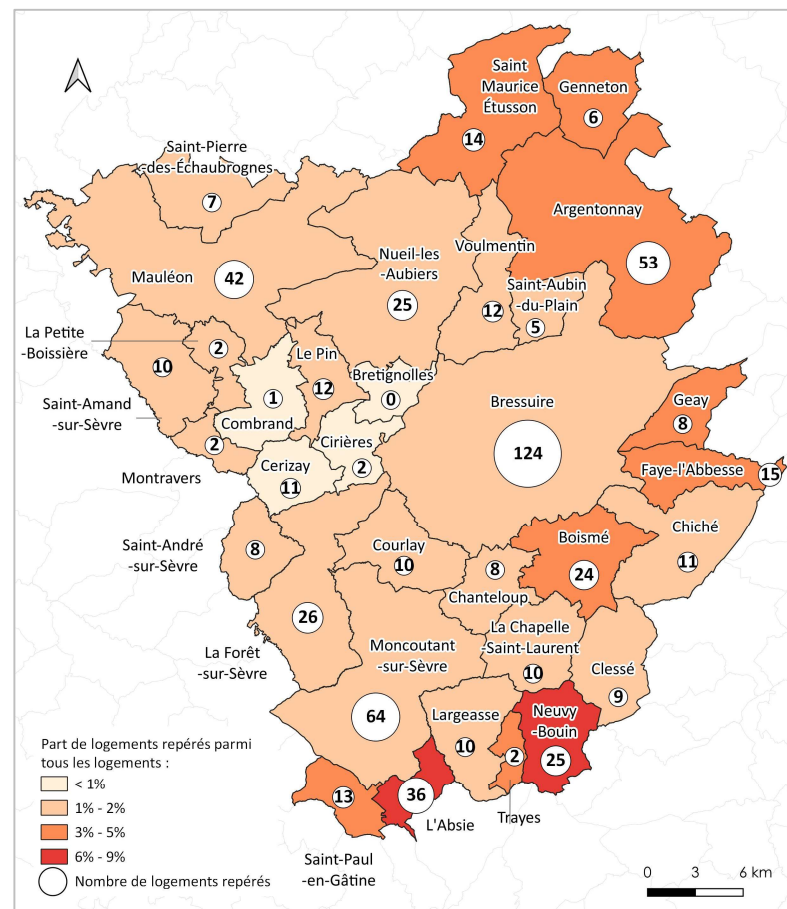 Saint
Maurice
Étusson
14
Genneton
6
Saint-Pierre
-des-Échaubrognes
7
Argentonnay
53
Mauléon
42
Nueil-les
-Aubiers
25
Voulmentin
12
Saint-Aubin
-du-Plain
5
La Petite
-Boissière
2
10
Saint-Amand
-sur-Sèvre
Le Pin
12
Bretignolles
0
1
Combrand
Bressuire
124
Geay
8
Faye-l'Abbesse
15
2
Montravers
Cirières
2
Cerizay
11
Chiché
11
Saint-André
-sur-Sèvre
8
Courlay
10
8
Chanteloup
Boismé
24
26
La Forêt
-sur-Sèvre
Moncoutant
-sur-Sèvre
64
La Chapelle
-Saint-Laurent
10
Clessé
9
Largeasse
10
Neuvy
-Bouin
25
2
Trayes
36
L'Absie
13
Saint-Paul
-en-Gâtine
Part de logements repérés parmi
tous les logements :
< 1%
1% - 2%
3% - 5%
6% - 9%
Nombre de logements repérés
0 3 6 km